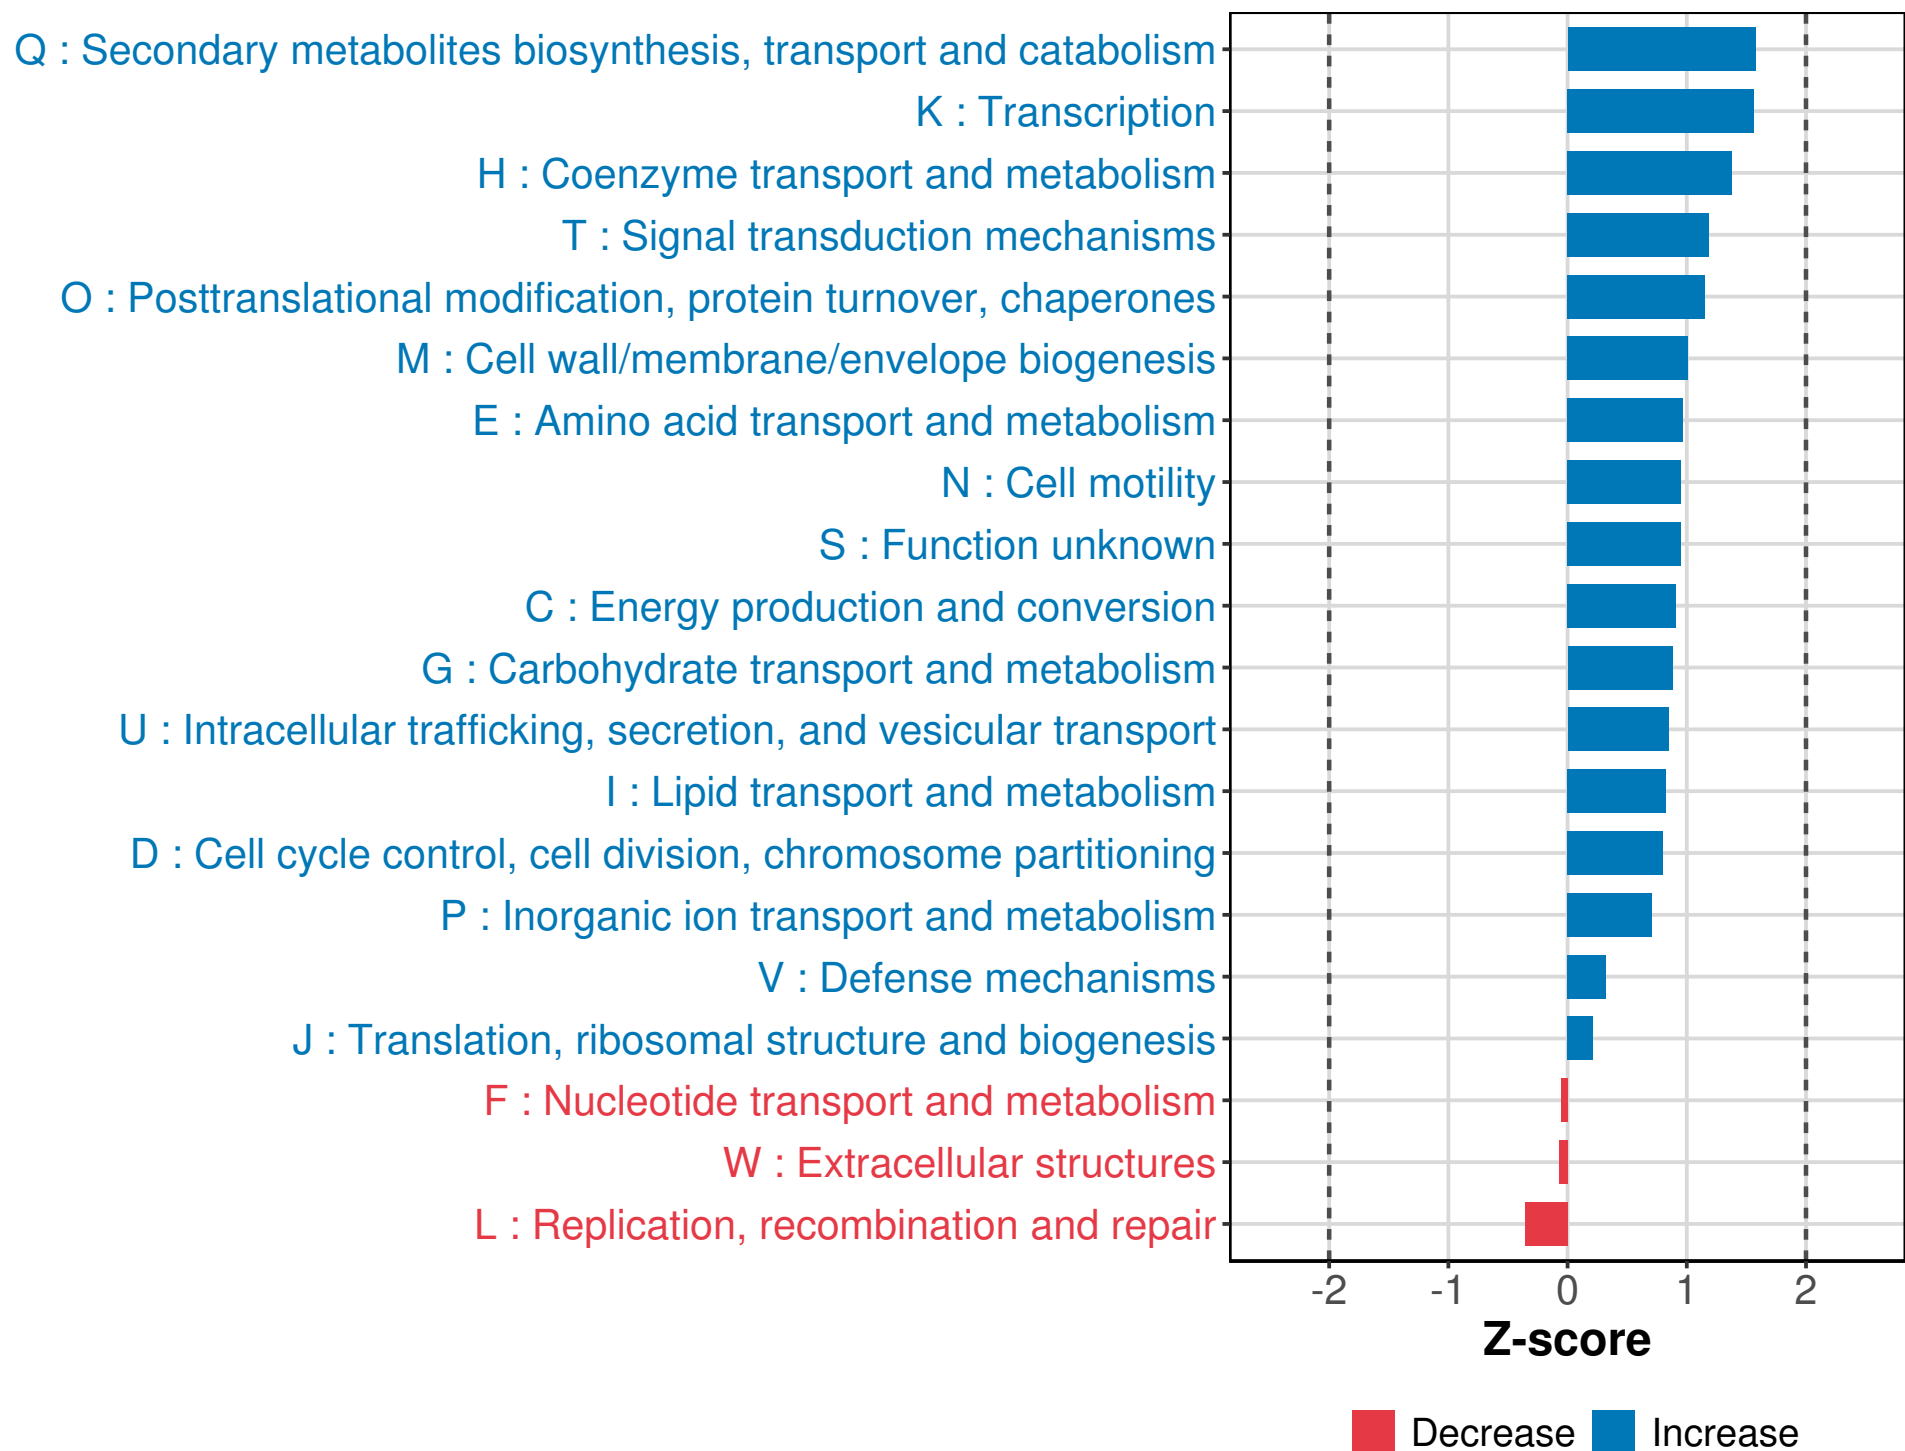 Q : Secondary metabolites biosynthesis, transport and catabolism
K : Transcription
H : Coenzyme transport and metabolism
T : Signal transduction mechanisms
O : Posttranslational modification, protein turnover, chaperones
M : Cell wall/membrane/envelope biogenesis
E : Amino acid transport and metabolism
N : Cell motility
S : Function unknown
C : Energy production and conversion
G : Carbohydrate transport and metabolism
U : Intracellular trafficking, secretion, and vesicular transport
I : Lipid transport and metabolism
D : Cell cycle control, cell division, chromosome partitioning
P : Inorganic ion transport and metabolism
V : Defense mechanisms
J : Translation, ribosomal structure and biogenesis
F : Nucleotide transport and metabolism
W : Extracellular structures
L : Replication, recombination and repair
-2 -1 0 1 2
Z-score
Decrease Increase